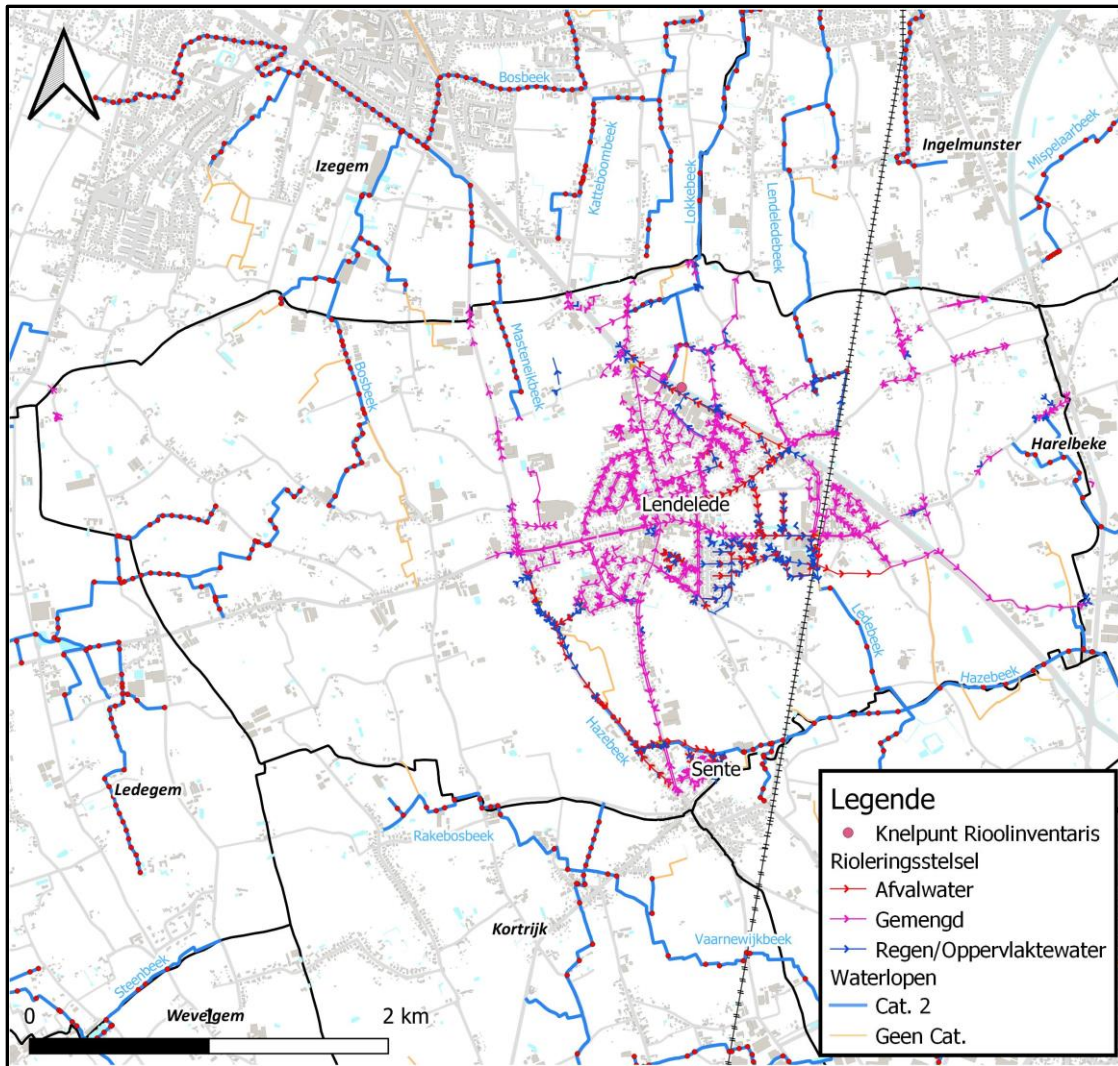 Bosbeek
Izegem
Katteboombeek
Lokkebeek
Lendeledebeek
Ingelmunster
Mispelaarbeek
Bosbeek
Masteneikbeek
Harelbeke
Lendelede
Ledebeek
Hazebeek
Hazebeek
Sente
Ledegem
Rakebosbeek
Kortrijk
Vaarnewijkbeek
Steenbeek
Wevelgem
0 1 2 km
Legende
Knelpunt Rioolinventaris
Rioleringsstelsel
Afvalwater
Gemengd
Regen/Oppervlaktewater
Waterlopen
Cat. 2
Geen Cat.